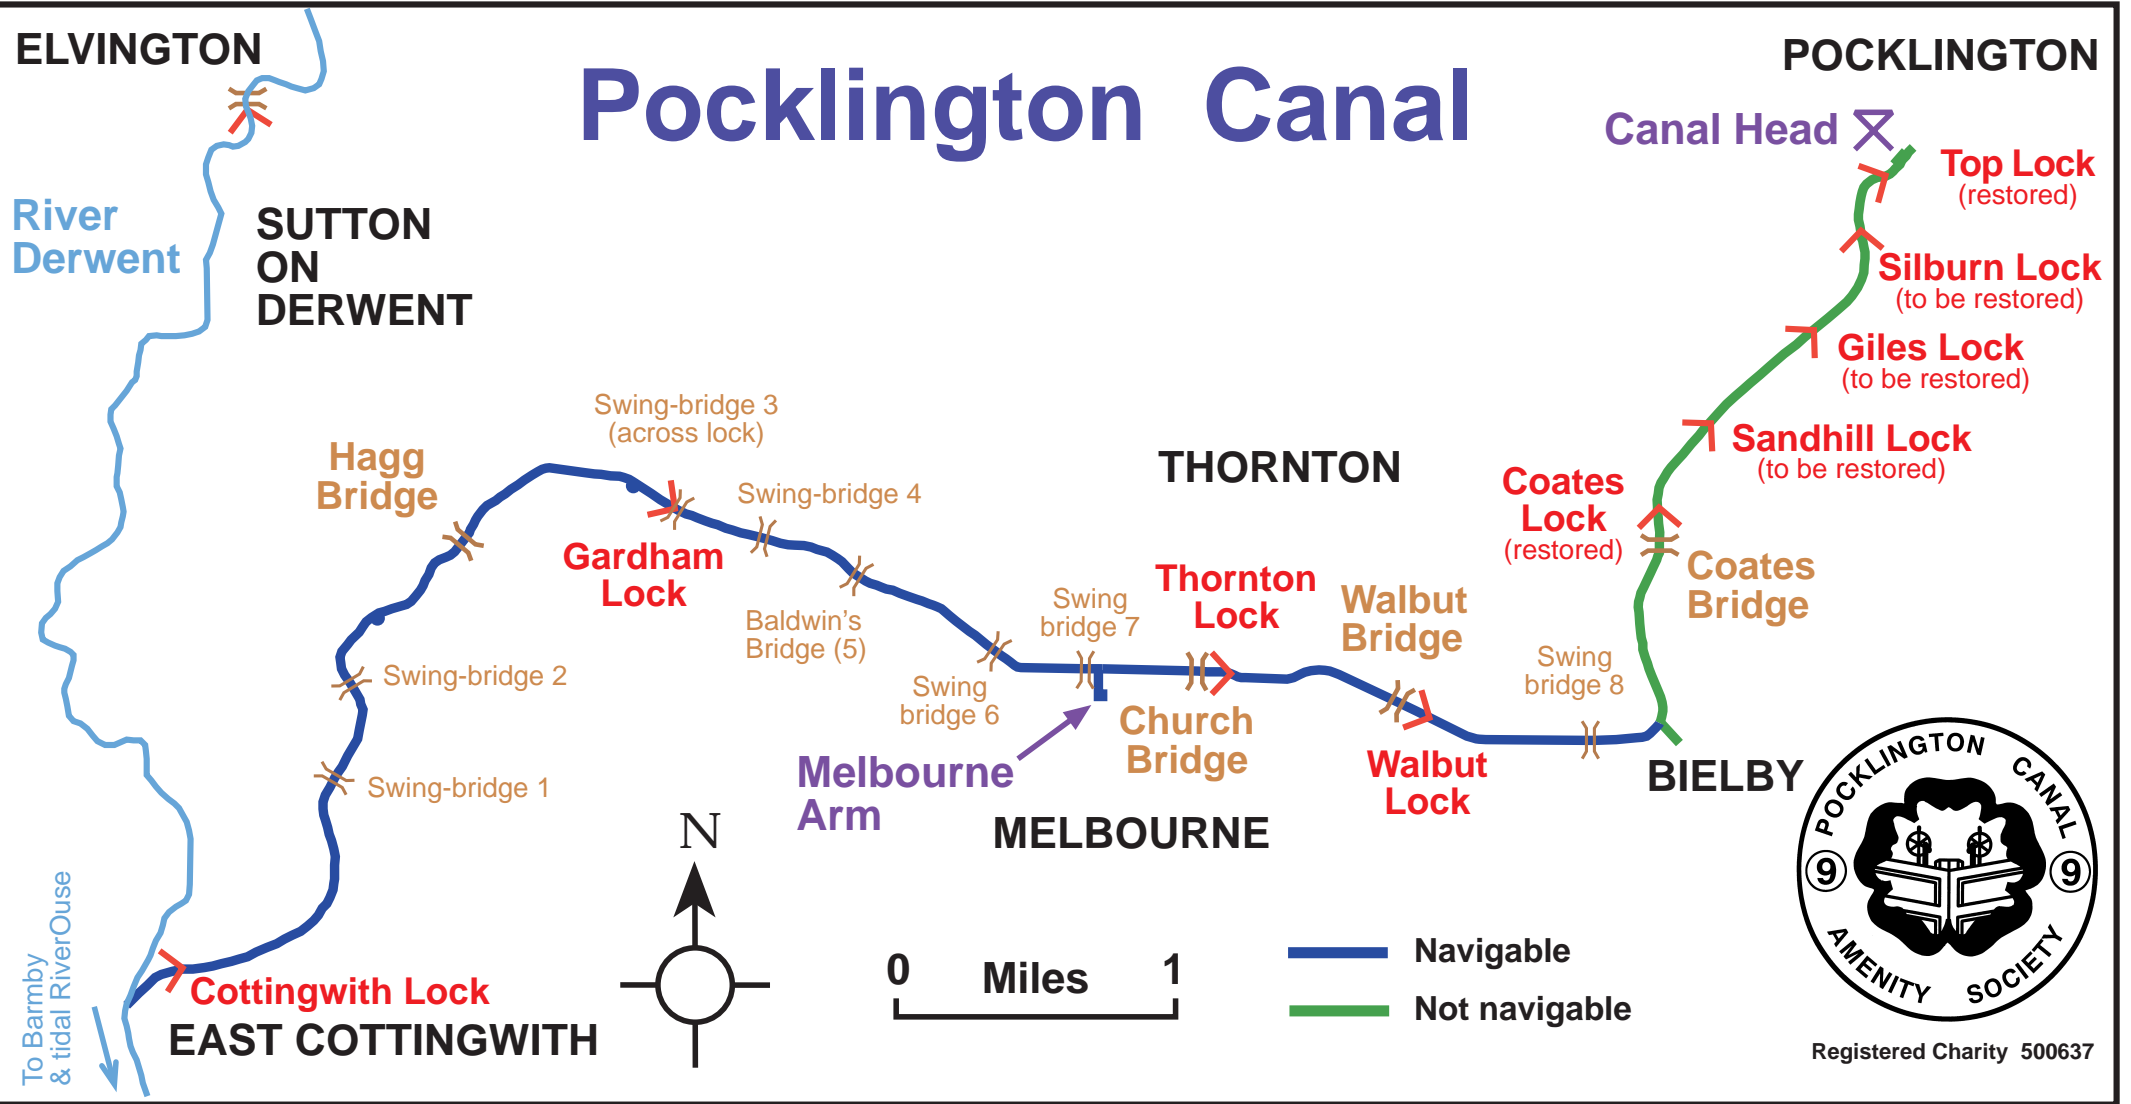 ELVINGTON
Pocklington Canal
POCKLINGTON
Canal Head
Top Lock
(restored)
River
Derwent
SUTTON
ON
DERWENT
Silburn Lock
(to be restored)
Giles Lock
(to be restored)
Swing-bridge 3
(across lock)
Hagg
Bridge
Swing-bridge 4
THORNTON
Sandhill Lock
(to be restored)
Coates
Lock
(restored)
Gardham
Lock
Coates
Bridge
Thornton
Lock
Walbut
Bridge
Swing
bridge 7
Baldwin's
Bridge (5)
Swing
bridge 8
Swing-bridge 2
Swing
bridge 6
Church
Bridge
Melbourne
Arm
Walbut
Lock
BIELBY
Swing-bridge 1
MELBOURNE
N
POCKLINGTON CANAL
9 9
AMENITY SOCIETY
To Barmby
& tidal RiverOuse
Cottingwith Lock
EAST COTTINGWITH
0 Miles 1
Navigable
Not navigable
Registered Charity 500637